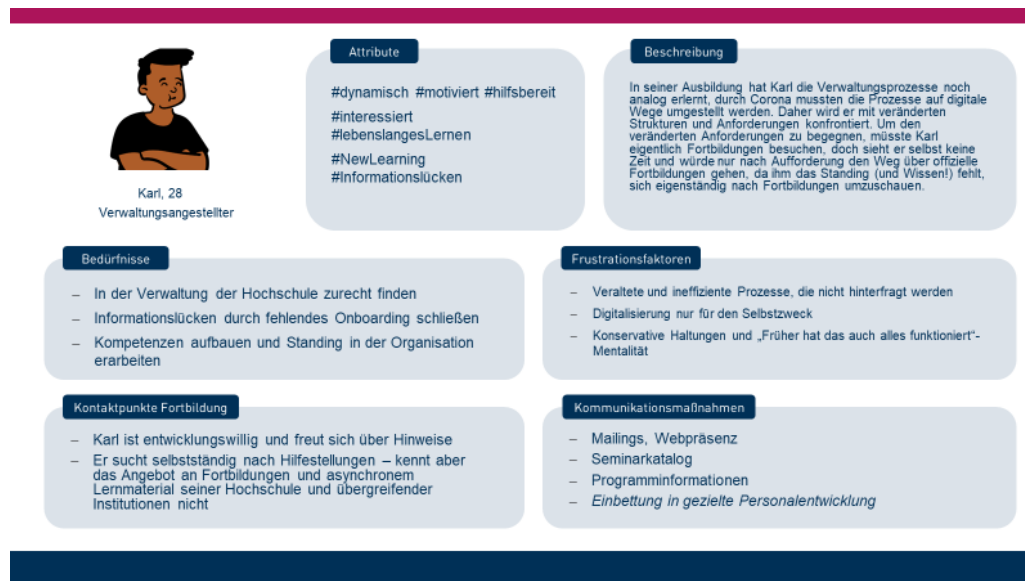 Karl, 28
Verwaltungsangestellter
Attribute
#dynamisch #motiviert #hilfsbereit
#interessiert
#lebenslangesLernen
#NewLearning
#Informationslücken
Beschreibung
In seiner Ausbildung hat Karl die Verwaltungsprozesse noch
analog erlernt, durch Corona mussten die Prozesse auf digitale
Wege umgestellt werden. Daher wird er mit veränderten
Strukturen und Anforderungen konfrontiert. Um den
veränderten Anforderungen zu begegnen, müsste Karl
eigentlich Fortbildungen besuchen, doch sieht er selbst keine
Zeit und würde nur nach Aufforderung den Weg über offizielle
Fortbildungen gehen, da ihm das Standing (und Wissen!) fehlt,
sich eigenständig nach Fortbildungen umzuschauen.
Bedürfnisse
– In der Verwaltung der Hochschule zurecht finden
– Informationslücken durch fehlendes Onboarding schließen
– Kompetenzen aufbauen und Standing in der Organisation
erarbeiten
Frustrationsfaktoren
– Veraltete und ineffiziente Prozesse, die nicht hinterfragt werden
– Digitalisierung nur für den Selbstzweck
– Konservative Haltungen und „Früher hat das auch alles funktioniert“-
Mentalität
Kontaktpunkte Fortbildung
– Karl ist entwicklungswillig und freut sich über Hinweise
– Er sucht selbstständig nach Hilfestellungen – kennt aber
das Angebot an Fortbildungen und asynchronem
Lernmaterial seiner Hochschule und übergreifender
Institutionen nicht
Kommunikationsmaßnahmen
– Mailings, Webpräsenz
– Seminarkatalog
– Programminformationen
– Einbettung in gezielte Personalentwicklung